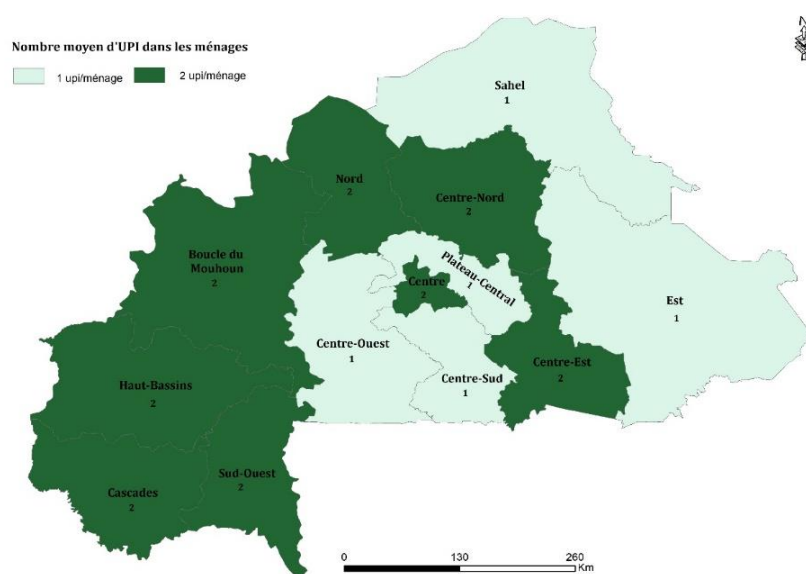 Nombre moyen d'UPI dans les ménages
1 upi/ménage
2 upi/ménage
Sahel
1
Nord
2
Centre-Nord
2
Boucle du
Mouhoun
2
Plateau-Central
1
Centre
2
Est
1
Centre-Ouest
1
Centre-Est
2
Centre-Sud
1
Haut-Bassins
2
Sud-Ouest
2
Cascades
2
0
130
260
Km